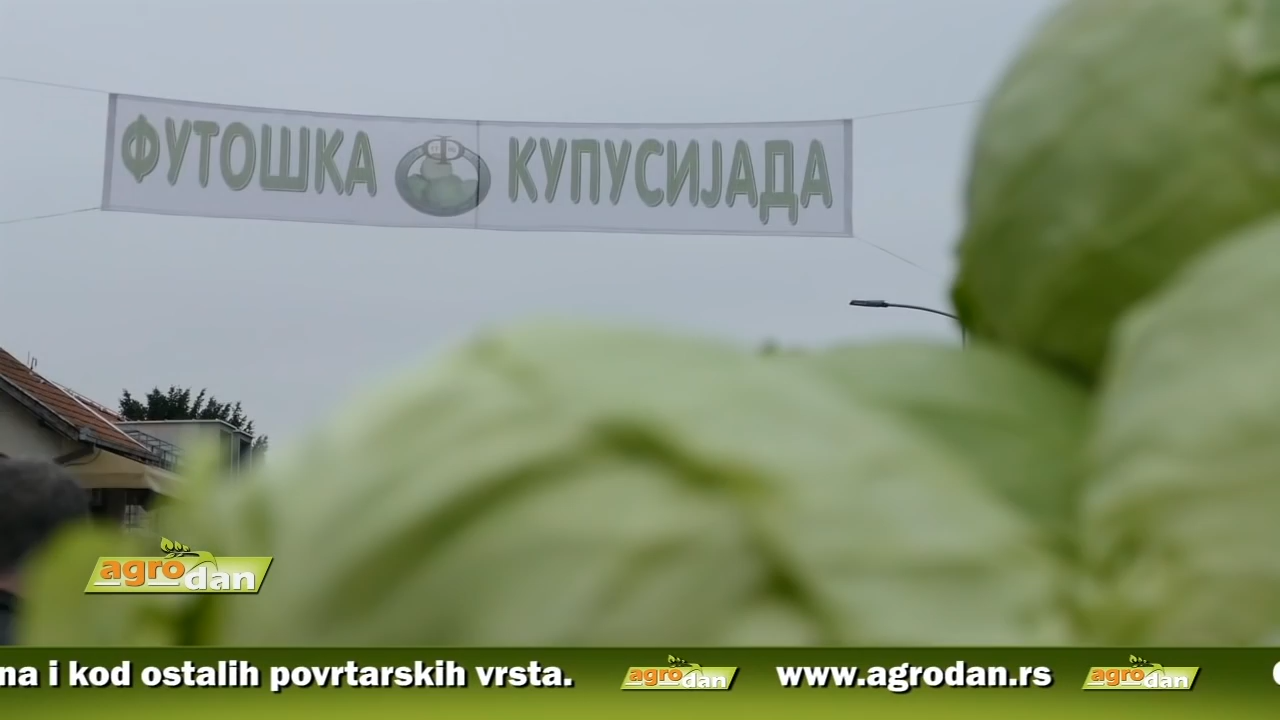 ФУТОШКА КУПУСИЈАДА
agrodan
na i kod ostalih povrtarskih vrsta. agrodan www.agrodan.rs agrodan